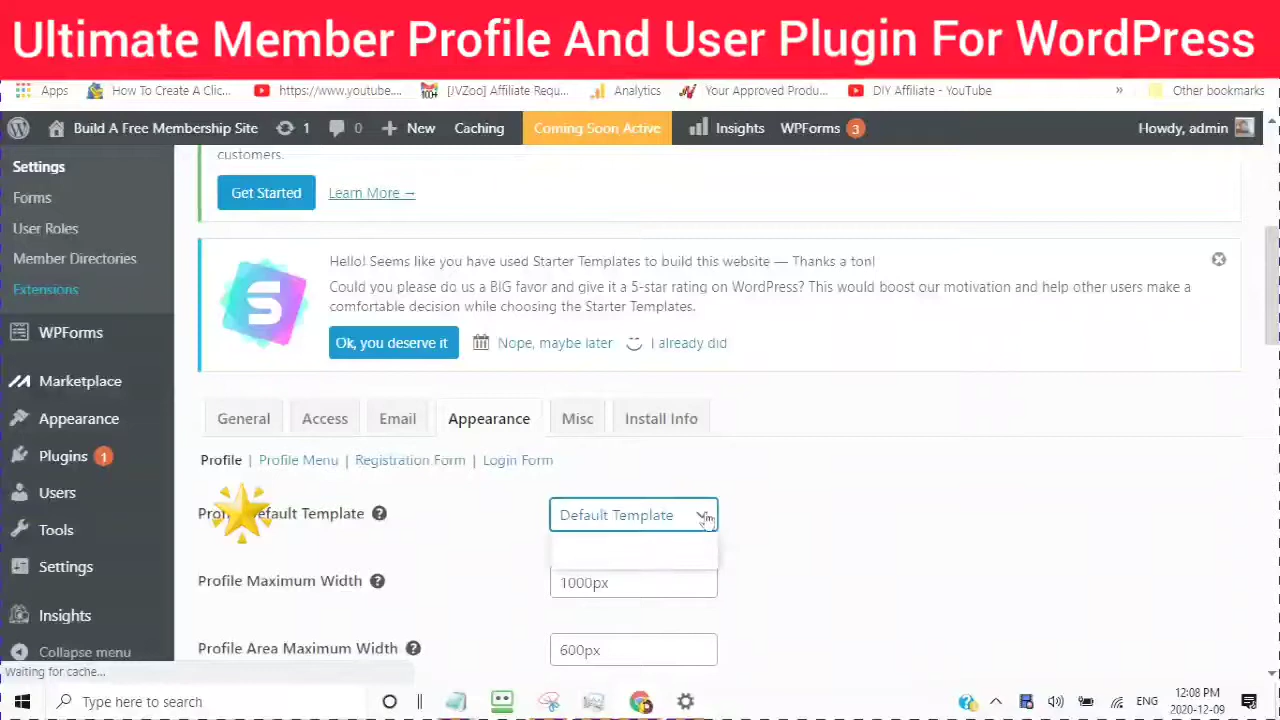 Ultimate Member Profile And User Plugin For WordPress
Apps How To Create A Clic... https://www.youtube.... [JVZoo] Affiliate Requ... Analytics Your Approved Produ... DIY Affiliate - YouTube » Other bookmarks
Build A Free Membership Site 1 0 New Caching Coming Soon Active Insights WPForms 3 Howdy, admin
Settings
Forms
User Roles
Member Directories
Extensions
WPForms
Marketplace
Appearance
Plugins 1
Users
Tools
Settings
Insights
Collapse menu
customers.
Get Started Learn More →
Hello! Seems like you have used Starter Templates to build this website — Thanks a ton!
Could you please do us a BIG favor and give it a 5-star rating on WordPress? This would boost our motivation and help other users make a
comfortable decision while choosing the Starter Templates.
Ok, you deserve it Nope, maybe later I already did
General Access Email Appearance Misc Install Info
Profile | Profile Menu | Registration Form | Login Form
Default Template ? Default Template
Profile Maximum Width ? 1000px
Profile Area Maximum Width ? 600px
Waiting for cache...
Type here to search ENG 12:08 PM
2020-12-09